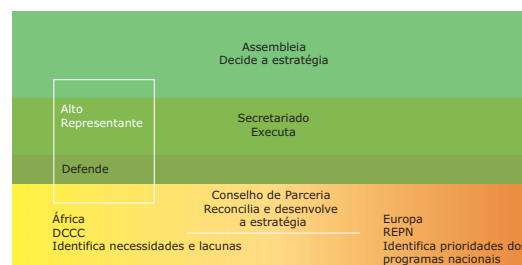 Assembleia
Decide a estratégia
Alto
Representante
Secretariado
Executa
Defende
Conselho de Parceria
Reconcilia e desenvolve
a estratégia
África
DCCC
Identifica necessidades e lacunas
Europa
REPN
Identifica prioridades dos
programas nacionais